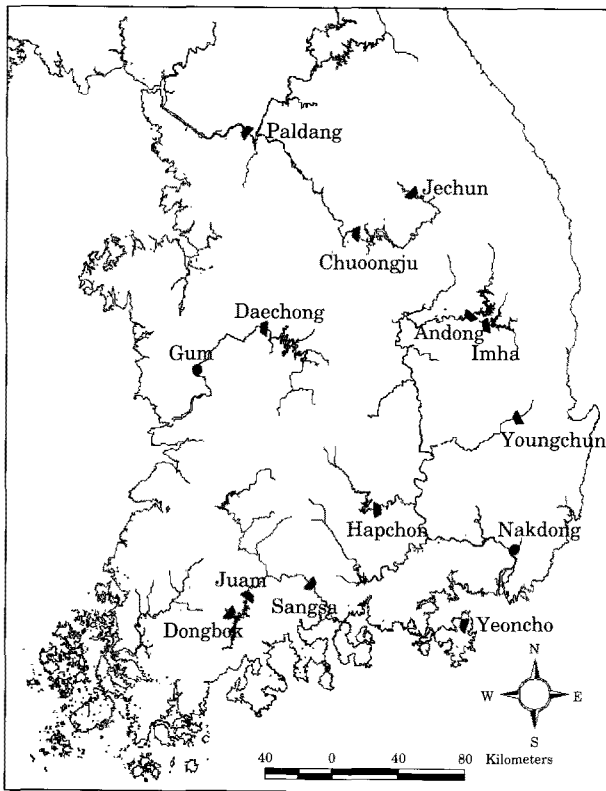 Paldang
Jechun
Chuoongju
Daechong
Andong
Imha
Gum
Youngchun
Hapchon
Nakdong
Juam
Sangsa
Dongbok
Yeoncho
N
W E
S
40 0 40 80
Kilometers